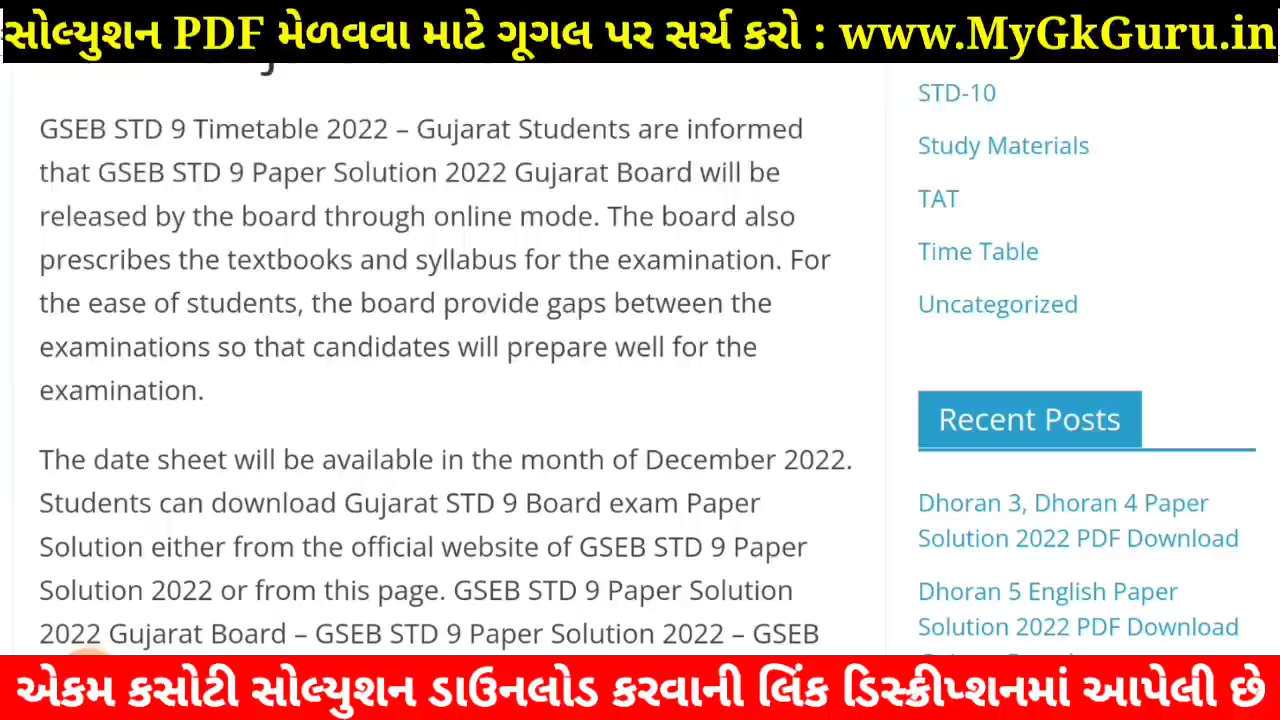 સોલ્યુશન PDF મેળવવા માટે ગૂગલ પર સર્ચ કરો : www.MyGkGuru.in
GSEB STD 9 Timetable 2022 – Gujarat Students are informed
that GSEB STD 9 Paper Solution 2022 Gujarat Board will be
released by the board through online mode. The board also
prescribes the textbooks and syllabus for the examination. For
the ease of students, the board provide gaps between the
examinations so that candidates will prepare well for the
examination.
The date sheet will be available in the month of December 2022.
Students can download Gujarat STD 9 Board exam Paper
Solution either from the official website of GSEB STD 9 Paper
Solution 2022 or from this page. GSEB STD 9 Paper Solution
2022 Gujarat Board – GSEB STD 9 Paper Solution 2022 – GSEB
STD-10
Study Materials
TAT
Time Table
Uncategorized
Recent Posts
Dhoran 3, Dhoran 4 Paper
Solution 2022 PDF Download
Dhoran 5 English Paper
Solution 2022 PDF Download
એકમ કસોટી સોલ્યુશન ડાઉનલોડ કરવાની લિંક ડિસ્ક્રીપ્શનમાં આપેલી છે